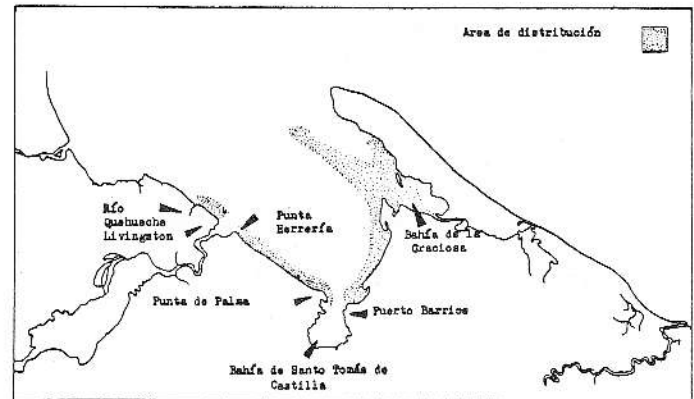 Area de distribución
Río
Quehueche
Livingston
Punta
Herrería
Bahía de la
Graciosa
Punta de Palma
Puerto Barrios
Bahía de Santo Tomás de
Castilla